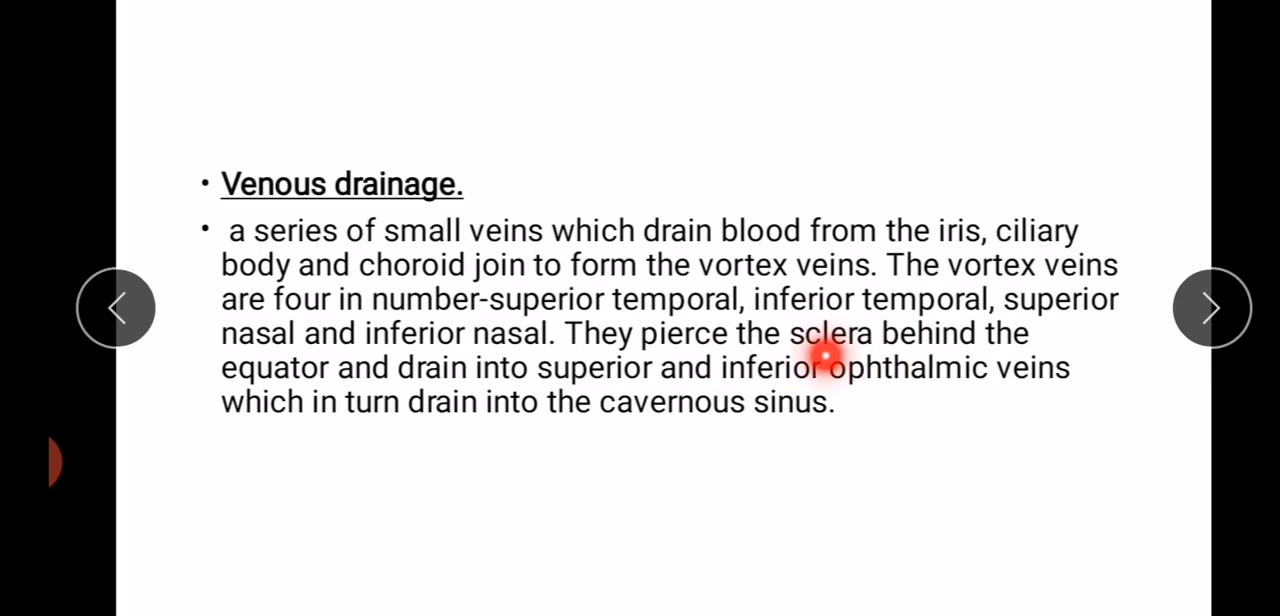 • Venous drainage.
• a series of small veins which drain blood from the iris, ciliary
body and choroid join to form the vortex veins. The vortex veins
are four in number-superior temporal, inferior temporal, superior
nasal and inferior nasal. They pierce the sclera behind the
equator and drain into superior and inferior ophthalmic veins
which in turn drain into the cavernous sinus.